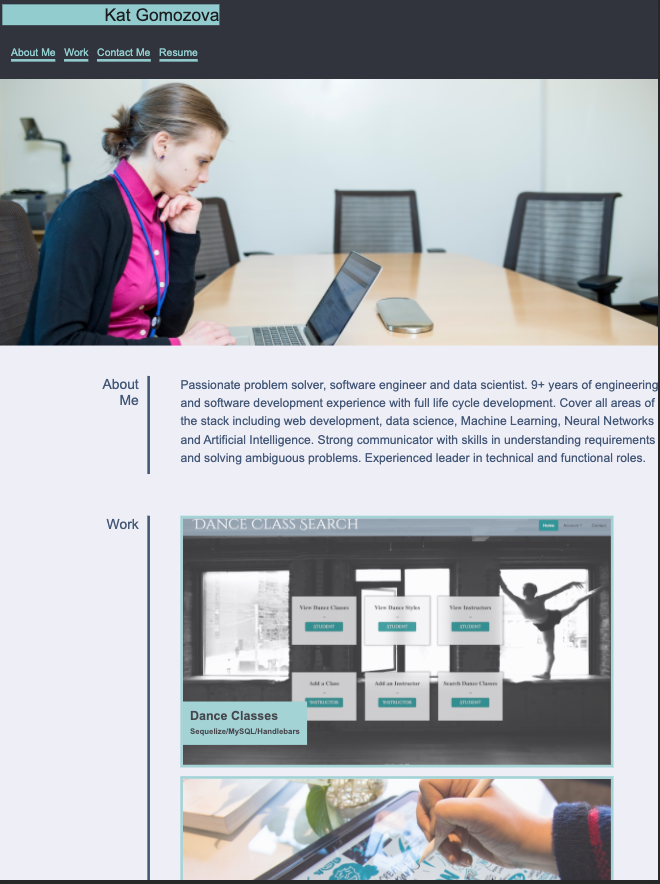 Kat Gomozova
About Me Work Contact Me Resume
About
Me
Passionate problem solver, software engineer and data scientist. 9+ years of engineering
and software development experience with full life cycle development. Cover all areas of
the stack including web development, data science, Machine Learning, Neural Networks
and Artificial Intelligence. Strong communicator with skills in understanding requirements
and solving ambiguous problems. Experienced leader in technical and functional roles.
Work
DANCE CLASS SEARCH
Home Account Contact
View Dance Classes View Dance Styles View Instructors
STUDENT STUDENT STUDENT
Add a Class Add an Instructor Search Dance Classes
INSTRUCTOR INSTRUCTOR STUDENT
Dance Classes
Sequelize/MySQL/Handlebars